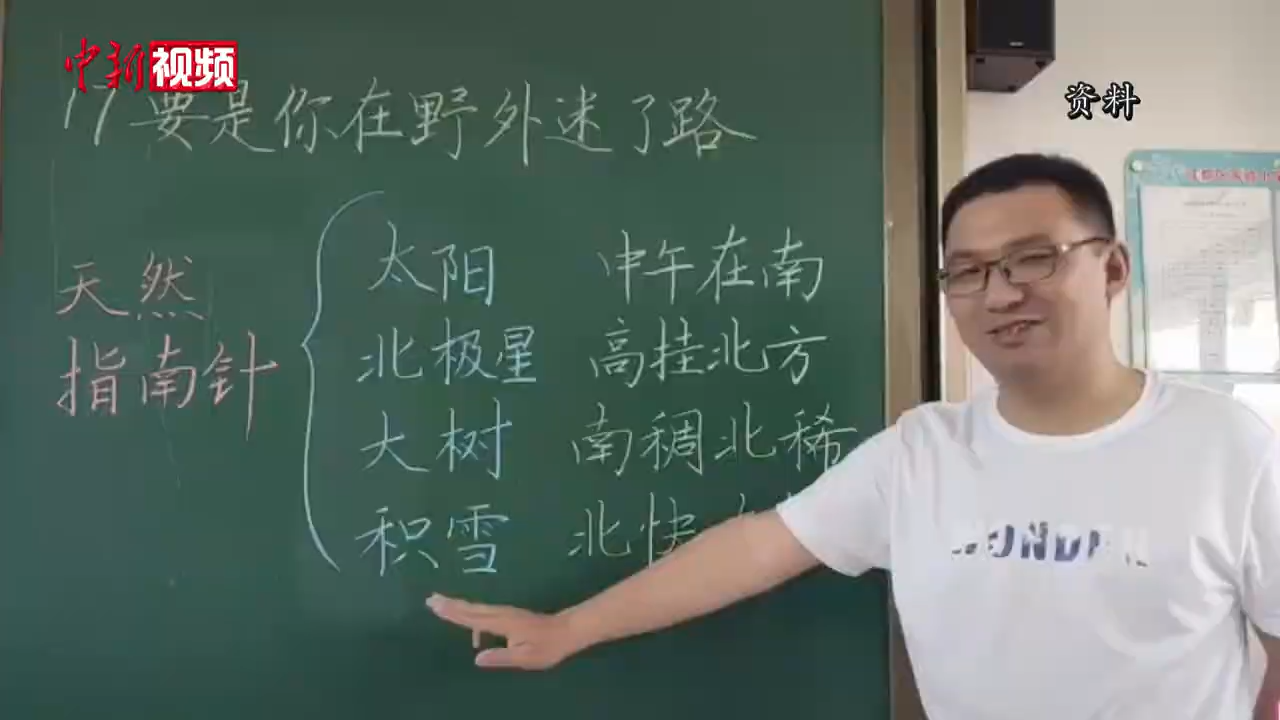 中新视频
资料
17 要是你在野外迷了路
天然
指南针
太阳 中午在南
北极星 高挂北方
大树 南稠北稀
积雪 北快
WONDER